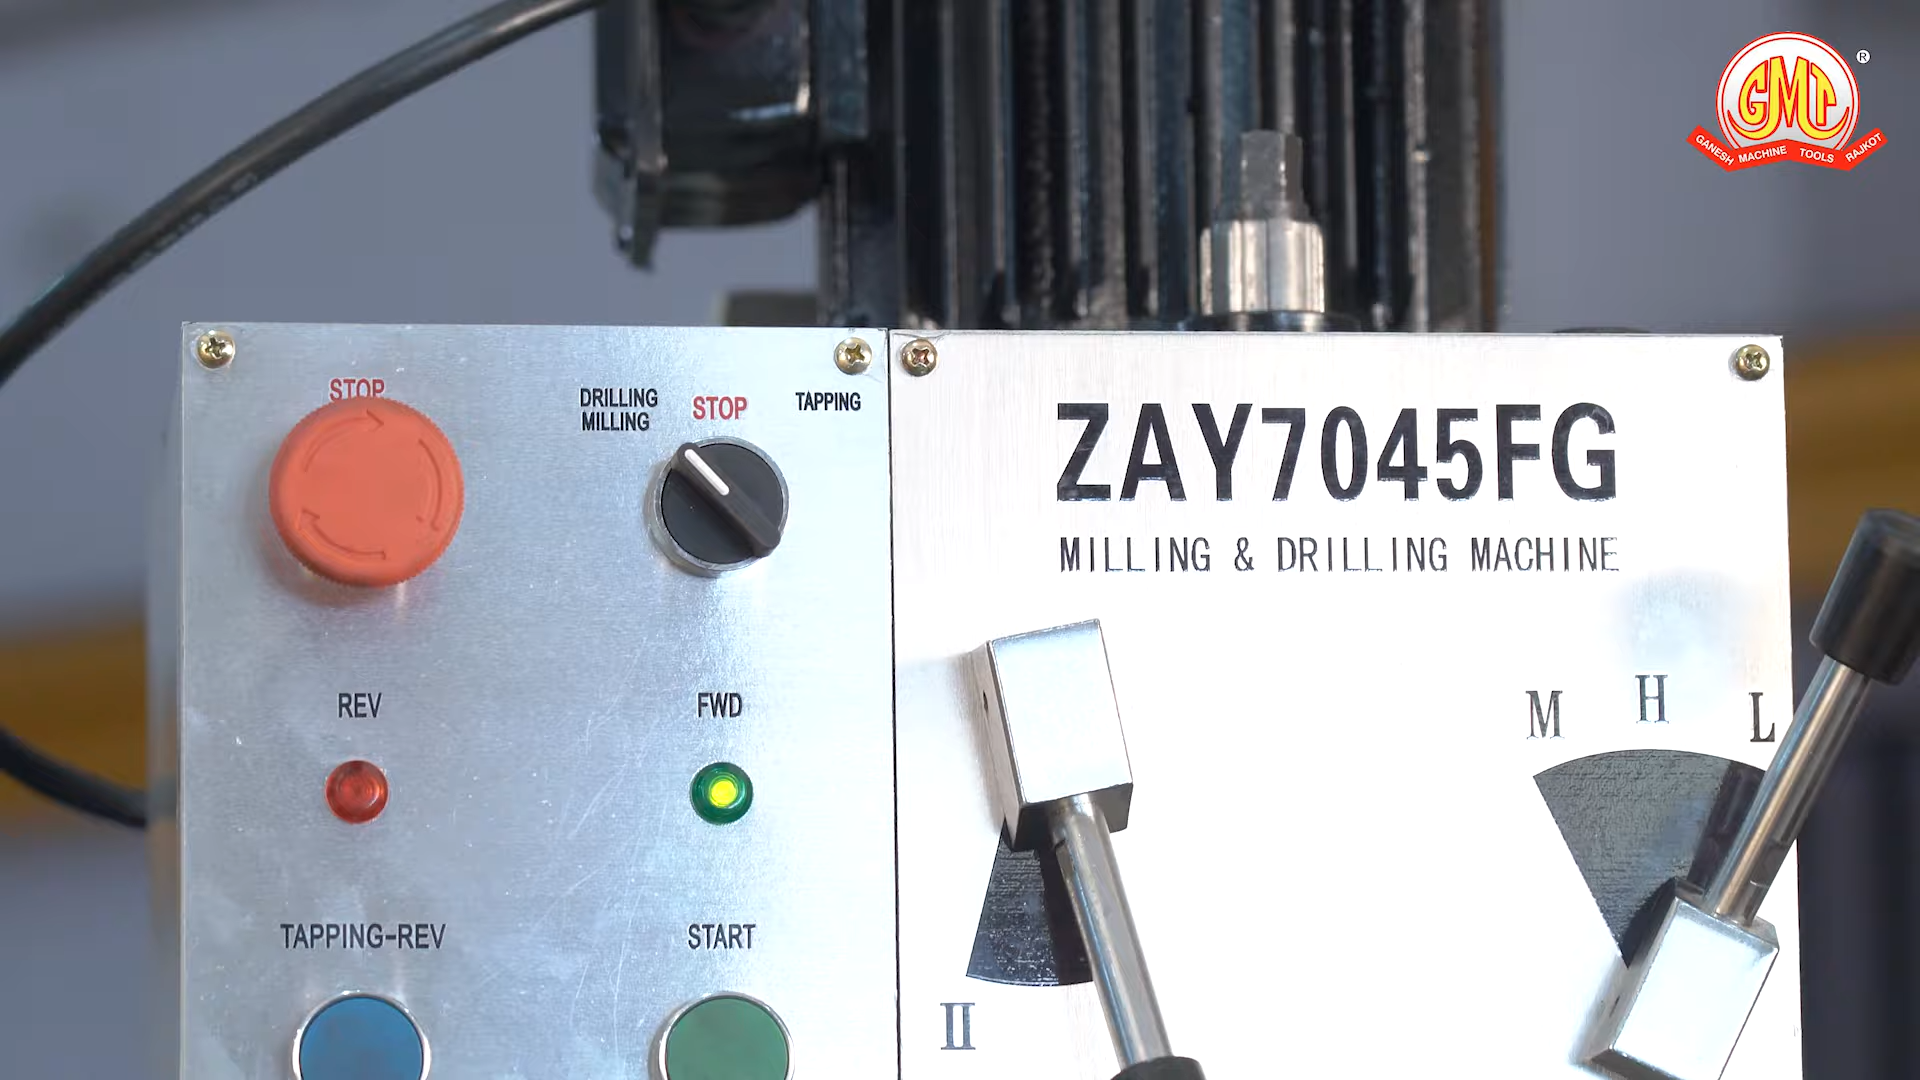 GMT
®
GANESH MACHINE TOOLS RAJKOT
STOP
DRILLING
MILLING
STOP
TAPPING
ZAY7045FG
MILLING & DRILLING MACHINE
REV
FWD
M
H
L
TAPPING-REV
START
II